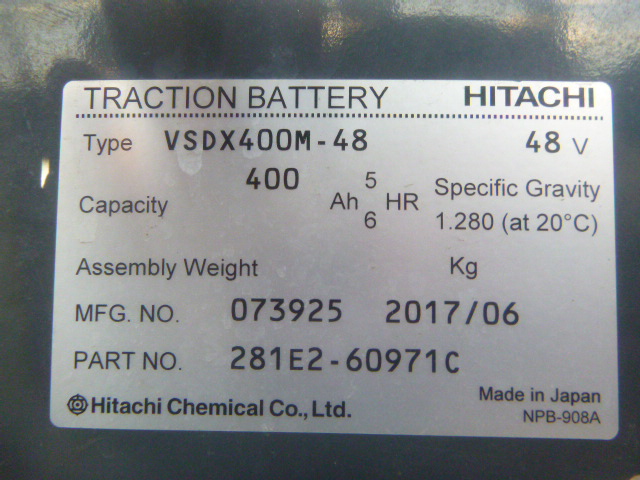 TRACTION BATTERY HITACHI
Type VSDX400M-48 48 V
Capacity 400 Ah 5 6 HR Specific Gravity
1.280 (at 20°C)
Assembly Weight Kg
MFG. NO. 073925 2017/06
PART NO. 281E2-60971C
Hitachi Chemical Co., Ltd. Made in Japan
NPB-908A